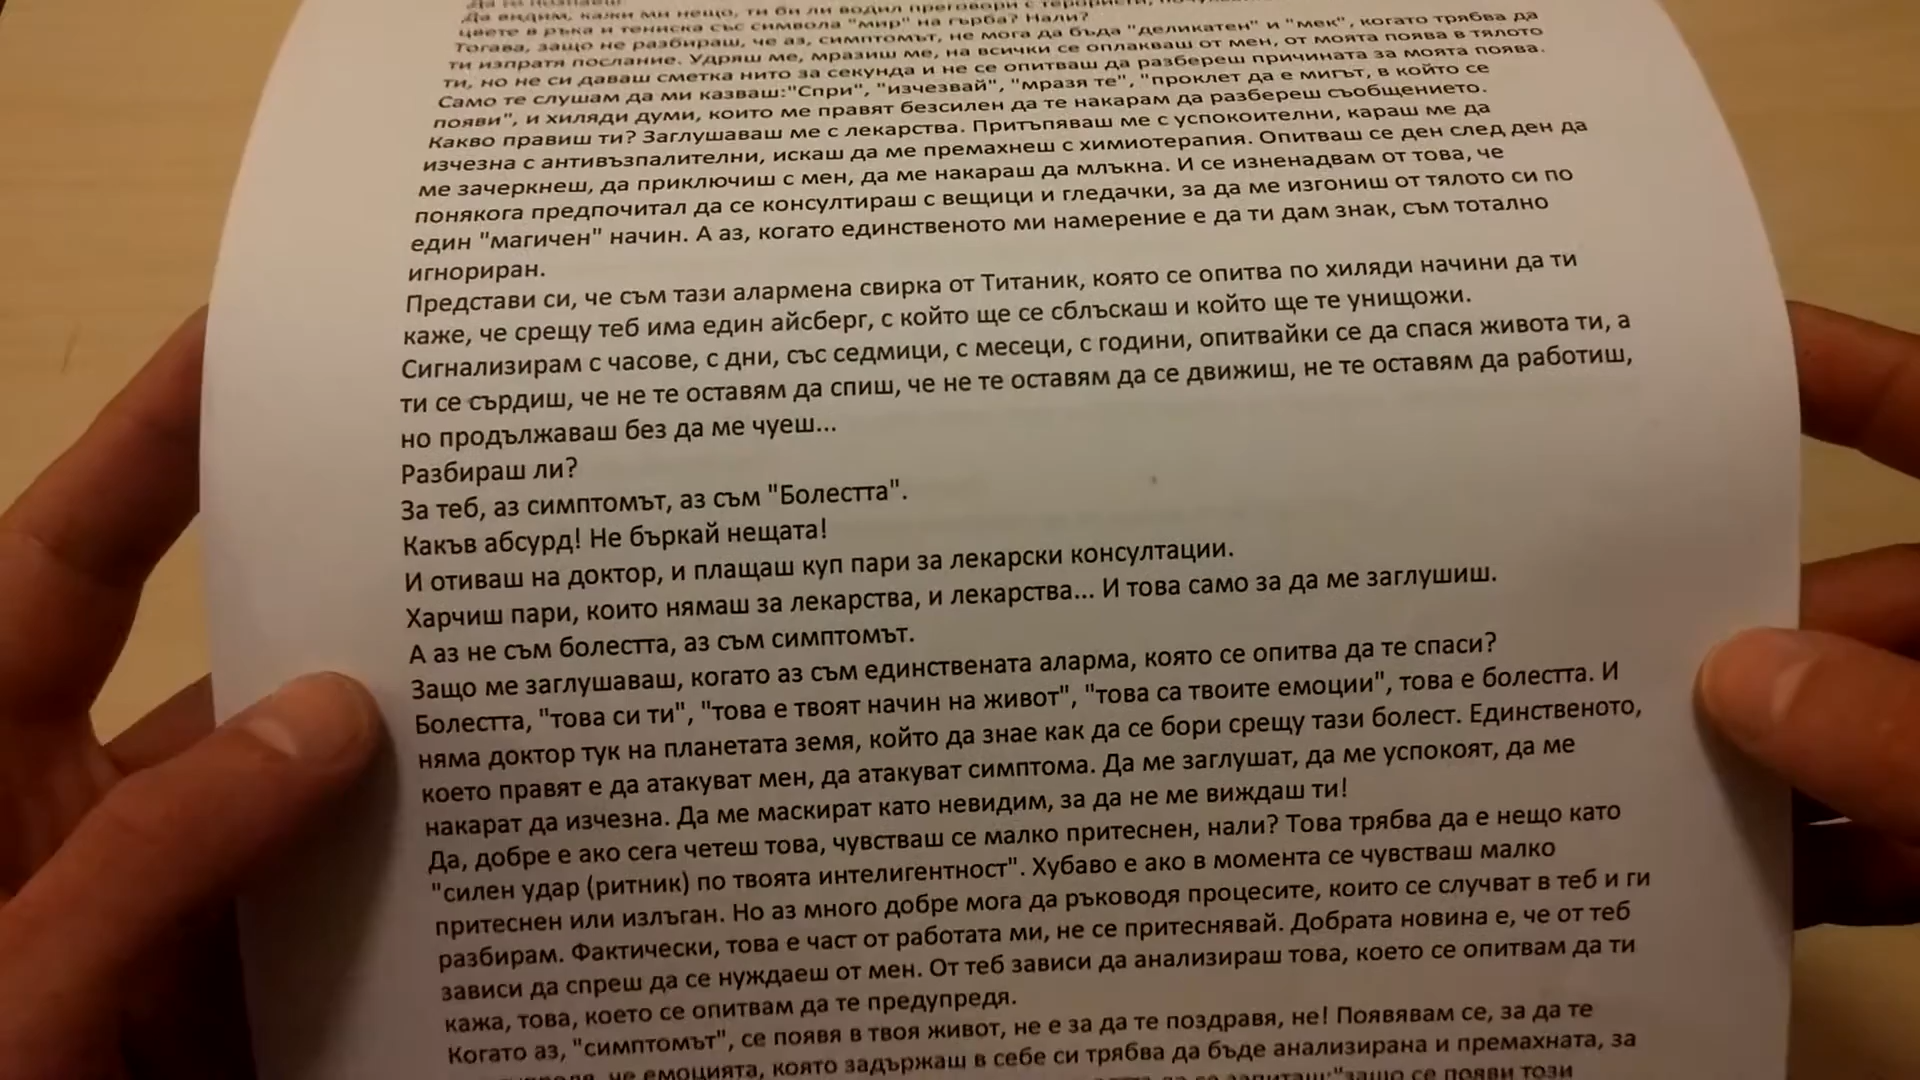 Да видим, кажи ми нещо, ти би ли водил преговори с терористи,
цвете в ръка и тениска със символа "мир" на гърба? Нали?
Тогава, защо не разбираш, че аз, симптомът, не мога да бъда "деликатен" и "мек", когато трябва да
ти изпратя послание. Удряш ме, мразиш ме, на всички се оплакваш от мен, от моята поява в тялото
ти, но не си даваш сметка нито за секунда и не се опитваш да разбереш причината за моята поява.
Само те слушам да ми казваш:"Спри", "изчезвай", "мразя те", "проклет да е мигът, в който се
появи", и хиляди думи, които ме правят безсилен да те накарам да разбереш съобщението.
Какво правиш ти? Заглушаваш ме с лекарства. Притъпяваш ме с успокоителни, караш ме да
изчезна с антивъзпалителни, искаш да ме премахнеш с химиотерапия. Опитваш се ден след ден да
ме зачеркнеш, да приключиш с мен, да ме накараш да млъкна. И се изненадвам от това, че
понякога предпочитал да се консултираш с вещици и гледачки, за да ме изгониш от тялото си по
един "магичен" начин. А аз, когато единственото ми намерение е да ти дам знак, съм тотално
игнориран.
Представи си, че съм тази алармена свирка от Титаник, която се опитва по хиляди начини да ти
каже, че срещу теб има един айсберг, с който ще се сблъскаш и който ще те унищожи.
Сигнализирам с часове, с дни, със седмици, с месеци, с години, опитвайки се да спася живота ти, а
ти се сърдиш, че не те оставям да спиш, че не те оставям да се движиш, не те оставям да работиш,
но продължаваш без да ме чуеш...
Разбираш ли?
За теб, аз симптомът, аз съм "Болестта".
Какъв абсурд! Не бъркай нещата!
И отиваш на доктор, и плащаш куп пари за лекарски консултации.
Харчиш пари, които нямаш за лекарства, и лекарства... И това само за да ме заглушиш.
А аз не съм болестта, аз съм симптомът.
Защо ме заглушаваш, когато аз съм единствената аларма, която се опитва да те спаси?
Болестта, "това си ти", "това е твоят начин на живот", "това са твоите емоции", това е болестта. И
няма доктор тук на планетата земя, който да знае как да се бори срещу тази болест. Единственото,
което правят е да атакуват мен, да атакуват симптома. Да ме заглушат, да ме успокоят, да ме
накарат да изчезна. Да ме маскират като невидим, за да не ме виждаш ти!
Да, добре е ако сега четеш това, чувстваш се малко притеснен, нали? Това трябва да е нещо като
"силен удар (ритник) по твоята интелигентност". Хубаво е ако в момента се чувстваш малко
притеснен или излъган. Но аз много добре мога да ръководя процесите, които се случват в теб и ги
разбирам. Фактически, това е част от работата ми, не се притеснявай. Добрата новина е, че от теб
зависи да спреш да се нуждаеш от мен. От теб зависи да анализираш това, което се опитвам да ти
кажа, това, което се опитвам да те предупредя.
Когато аз, "симптомът", се появя в твоя живот, не е за да те поздравя, не! Появявам се, за да те
че емоцията, която задържаш в себе си трябва да бъде анализирана и премахната, за
да се запиташ:"защо се появи този